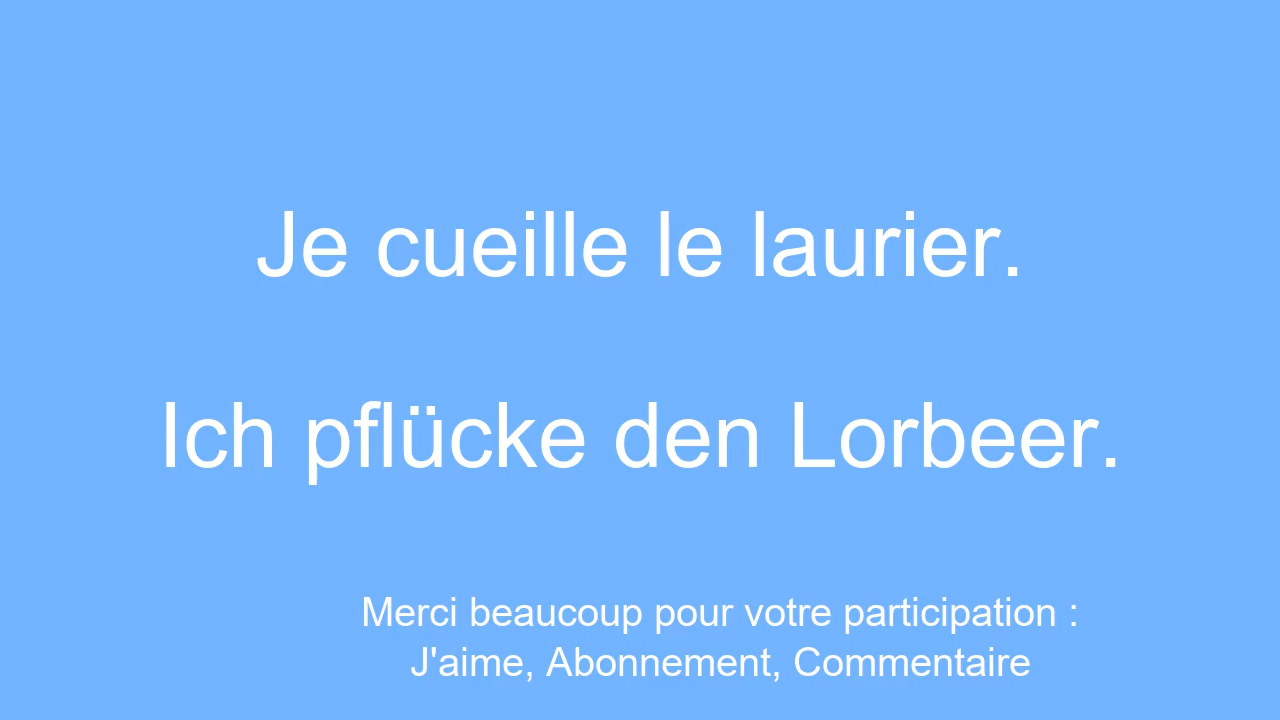 Je cueille le laurier.
Ich pflücke den Lorbeer.
Merci beaucoup pour votre participation :
J'aime, Abonnement, Commentaire